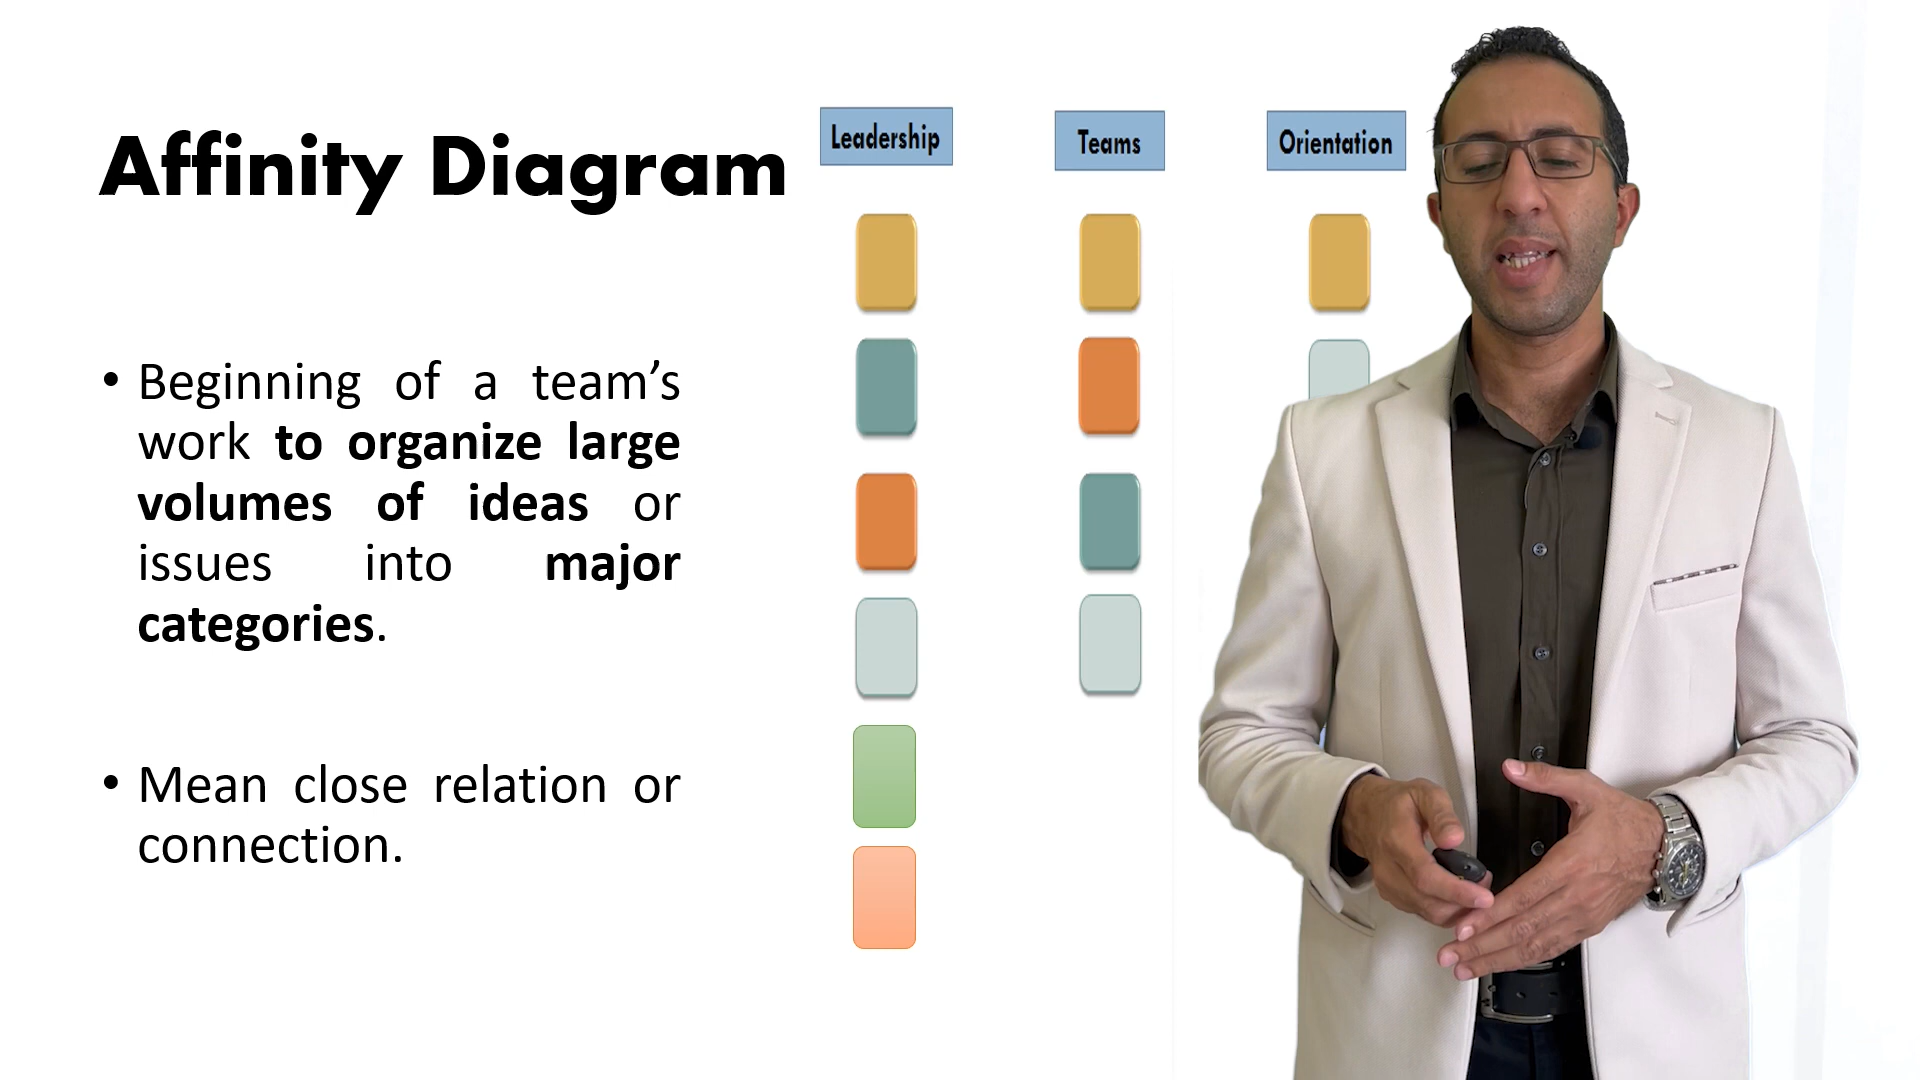 Affinity Diagram
Leadership
Teams
Orientation
• Beginning of a team’s
work to organize large
volumes of ideas or
issues into major
categories.
• Mean close relation or
connection.